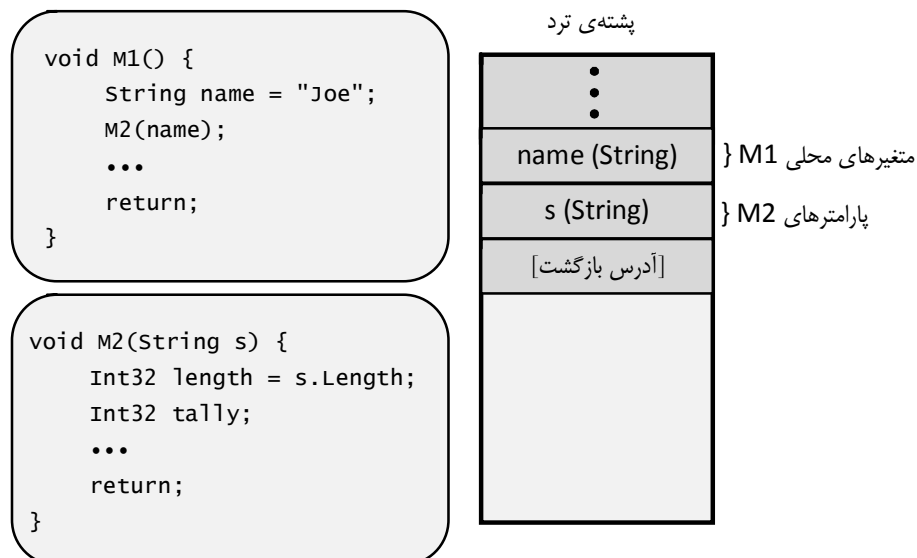 void M1() {
String name = "Joe";
M2(name);
•••
return;
}
void M2(String s) {
Int32 length = s.Length;
Int32 tally;
•••
return;
}
پشته‌ی ترد
name (String)
متغیرهای محلی M1 {
s (String)
پارامترهای M2 {
[آدرس بازگشت]